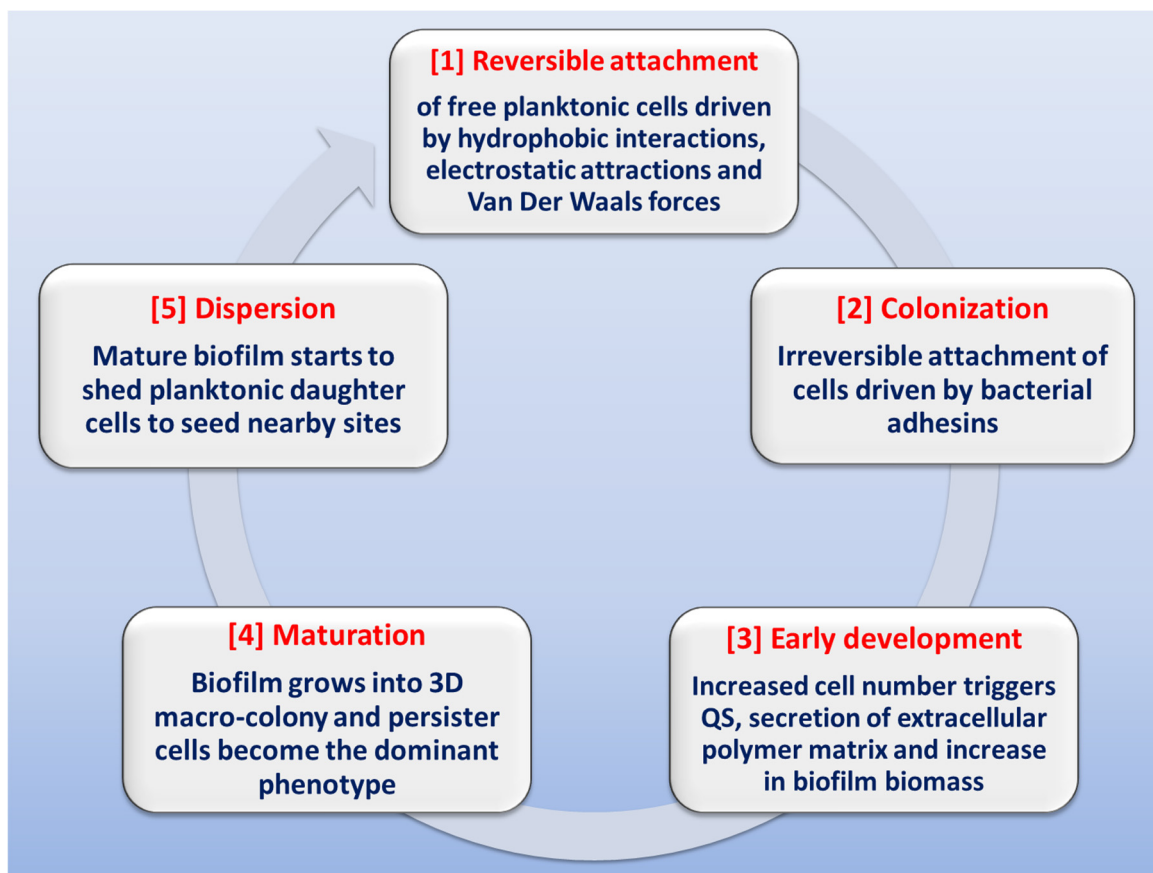 [1] Reversible attachment
of free planktonic cells driven
by hydrophobic interactions,
electrostatic attractions and
Van Der Waals forces
[2] Colonization
Irreversible attachment of
cells driven by bacterial
adhesins
[3] Early development
Increased cell number triggers
QS, secretion of extracellular
polymer matrix and increase
in biofilm biomass
[4] Maturation
Biofilm grows into 3D
macro-colony and persister
cells become the dominant
phenotype
[5] Dispersion
Mature biofilm starts to
shed planktonic daughter
cells to seed nearby sites